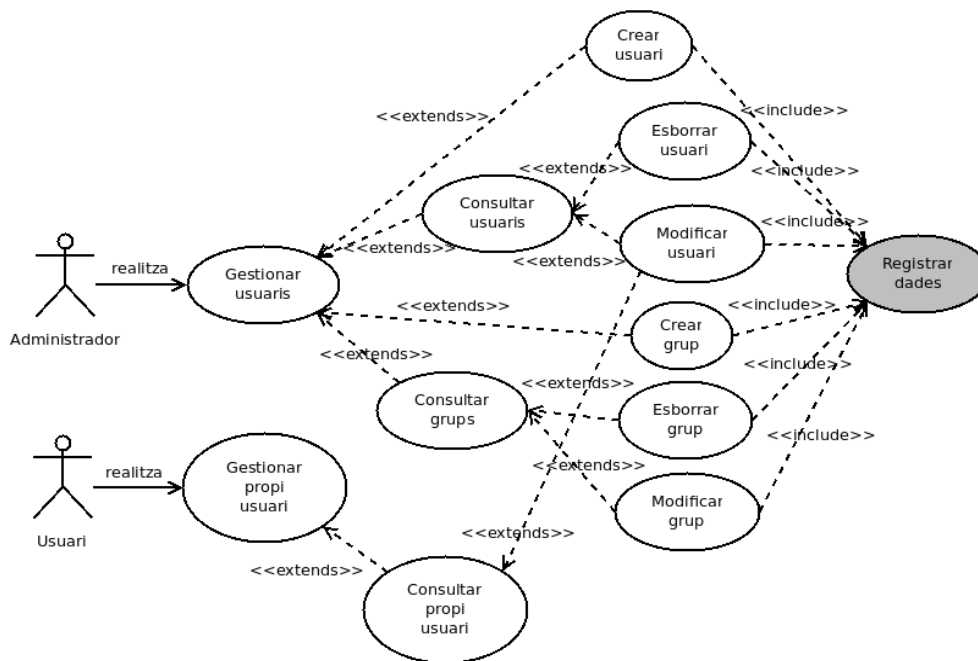 Crear
usuari
<<extends>>
<<include>>
Esborrar
usuari
<<extends>>
<<include>>
Consultar
usuaris
Modificar
usuari
<<include>>
<<extends>>
<<extends>>
realitza
Gestionar
usuaris
Registrar
dades
Administrador
<<extends>>
Crear
grup
<<include>>
<<extends>>
Consultar
grups
<<extends>>
Esborrar
grup
<<include>>
<<include>>
realitza
Gestionar
propi
usuari
<<extends>>
Modificar
grup
Usuari
<<extends>>
<<extends>>
Consultar
propi
usuari